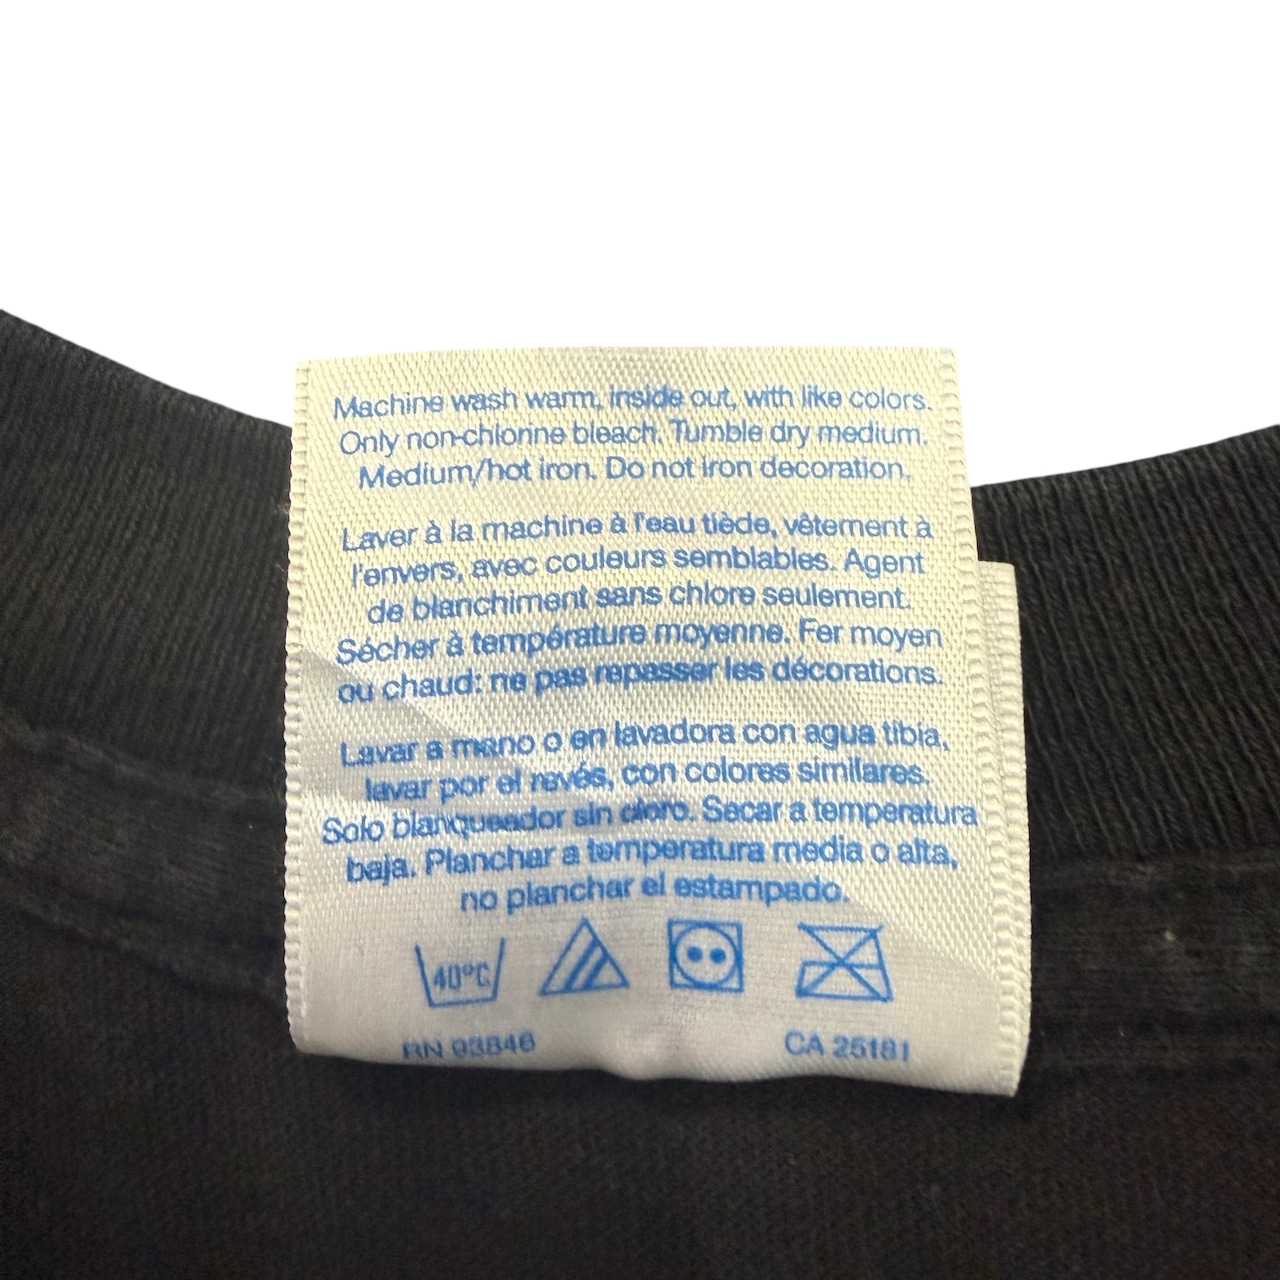 Machine wash warm, inside out, with like colors.
Only non-chlorine bleach. Tumble dry medium.
Medium/hot iron. Do not iron decoration.
Laver à la machine à l'eau tiède, vêtement à
l'envers, avec couleurs semblables. Agent
de blanchiment sans chlore seulement.
Sécher à température moyenne. Fer moyen
ou chaud: ne pas repasser les décorations.
Lavar a mano o en lavadora con agua tibia,
lavar por el revés, con colores similares.
Solo blanqueador sin cloro. Secar a temperatura
baja. Planchar a temperatura media o alta,
no planchar el estampado.
40°C
RN 93846 CA 25181